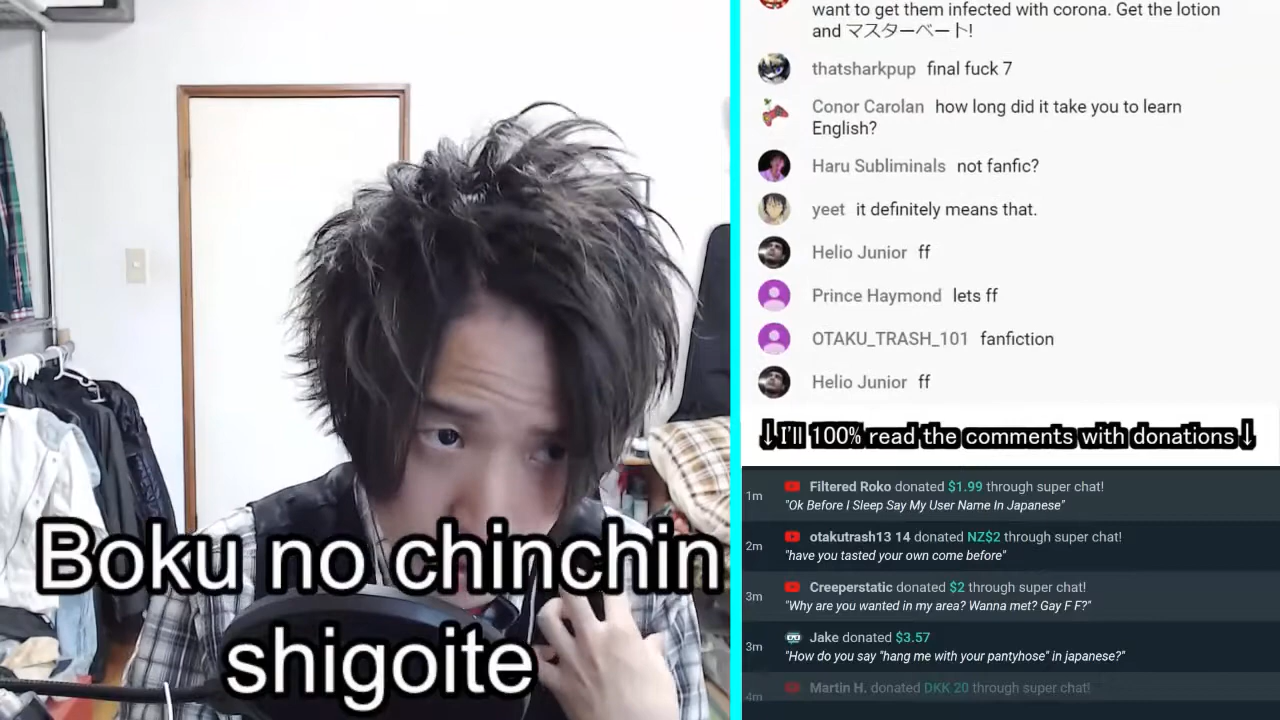 Boku no chinchin
shigoite
want to get them infected with corona. Get the lotion
and マスターベート!
thatsharkpup final fuck 7
Conor Carolan how long did it take you to learn
English?
Haru Subliminals not fanfic?
yeet it definitely means that.
Helio Junior ff
Prince Haymond lets ff
OTAKU_TRASH_101 fanfiction
Helio Junior ff
↓I'll 100% read the comments with donations↓
1m Filtered Roko donated $1.99 through super chat!
"Ok Before I Sleep Say My User Name In Japanese"
2m otakutrash13 14 donated NZ$2 through super chat!
"have you tasted your own come before"
3m Creeperstatic donated $2 through super chat!
"Why are you wanted in my area? Wanna met? Gay F F?"
3m Jake donated $3.57
"How do you say "hang me with your pantyhose" in japanese?"
4m Martin H. donated DKK 20 through super chat!